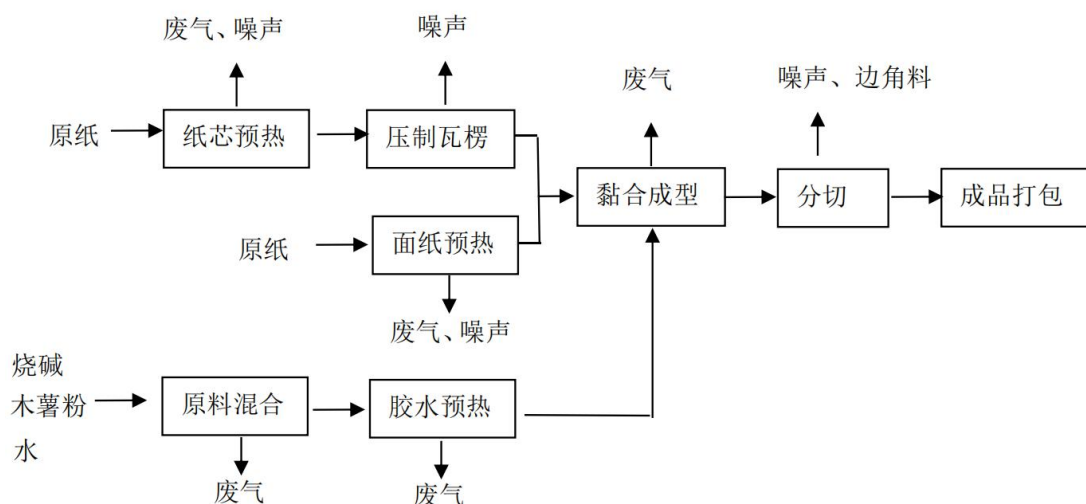 废气、噪声
噪声
废气
噪声、边角料
原纸
纸芯预热
压制瓦楞
黏合成型
分切
成品打包
原纸
面纸预热
废气、噪声
烧碱
木薯粉
水
原料混合
胶水预热
废气
废气